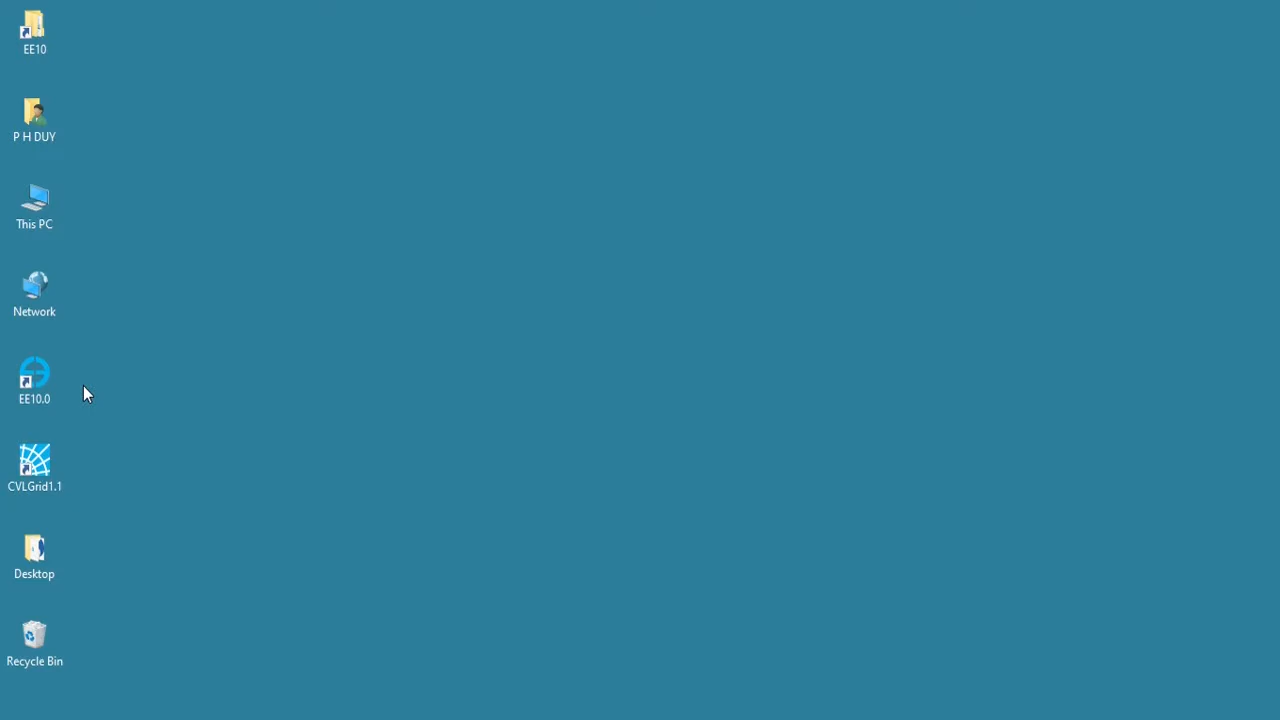 EE10
P H DUY
This PC
Network
EE10.0
CVLGrid1.1
Desktop
Recycle Bin